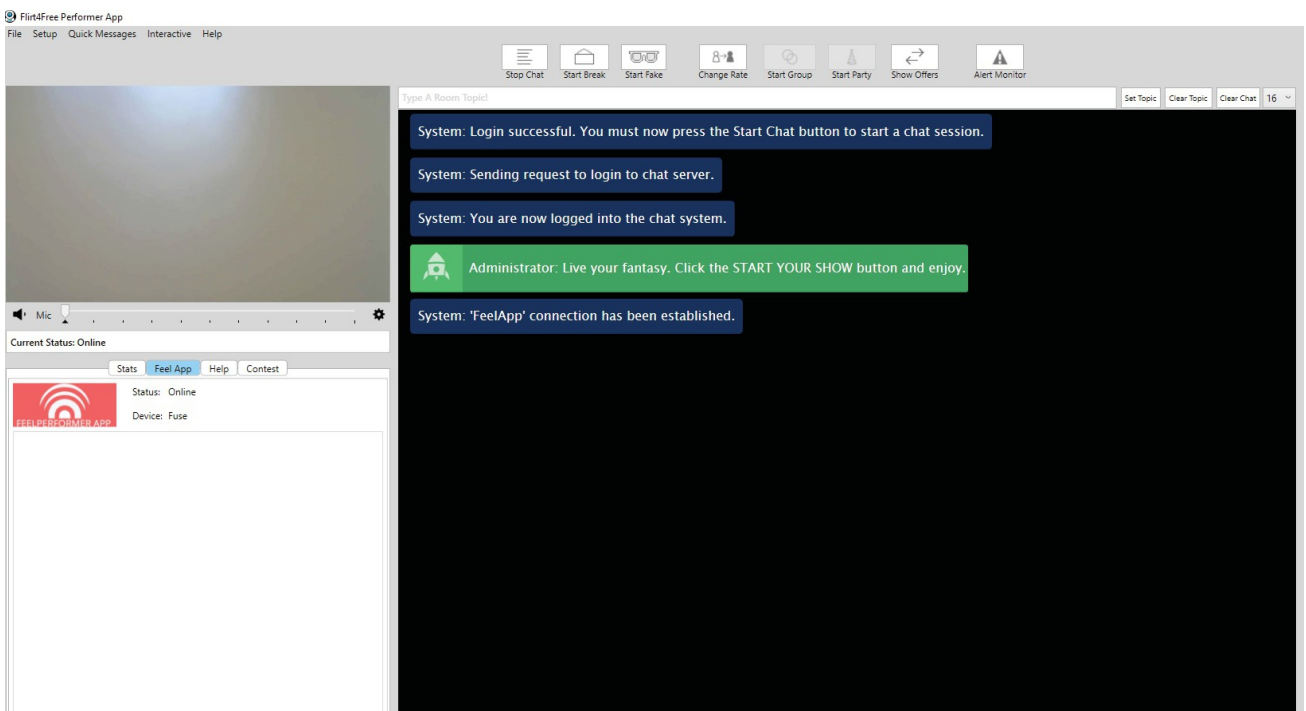 Flirt4Free Performer App
File Setup Quick Messages Interactive Help
Stop Chat Start Break Start Fake Change Rate Start Group Start Party Show Offers Alert Monitor
Type A Room Topic! Set Topic Clear Topic Clear Chat 16
System: Login successful. You must now press the Start Chat button to start a chat session.
System: Sending request to login to chat server.
System: You are now logged into the chat system.
Administrator: Live your fantasy. Click the START YOUR SHOW button and enjoy.
System: 'FeelApp' connection has been established.
Mic
Current Status: Online
Stats Feel App Help Contest
Status: Online
Device: Fuse
FEELPERFORMER APP